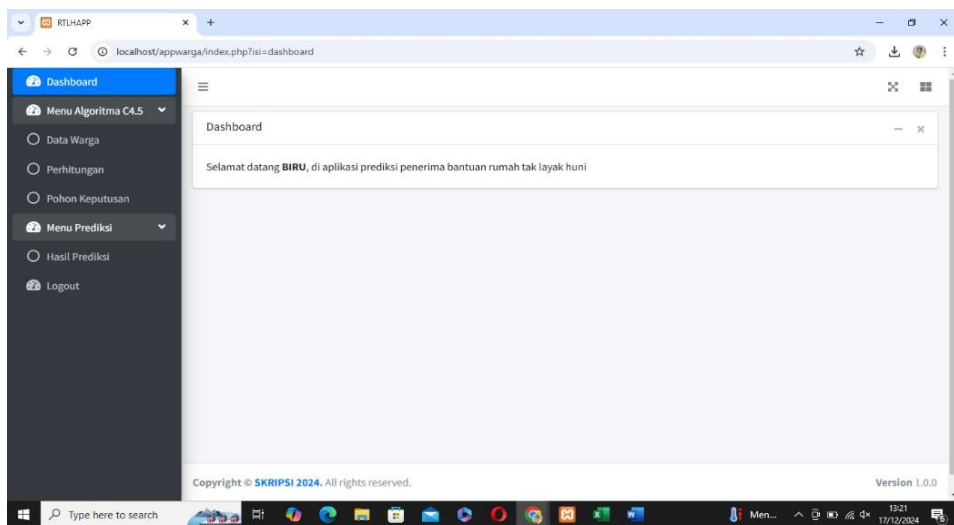 RTLHAPP
localhost/appwarga/index.php?isi=dashboard
Dashboard
Menu Algoritma C4.5
Data Warga
Perhitungan
Pohon Keputusan
Menu Prediksi
Hasil Prediksi
Logout
Dashboard
Selamat datang BIRU, di aplikasi prediksi penerima bantuan rumah tak layak huni
Copyright © SKRIPSI 2024. All rights reserved.
Version 1.0.0
Type here to search
Men...
13:21
17/12/2024